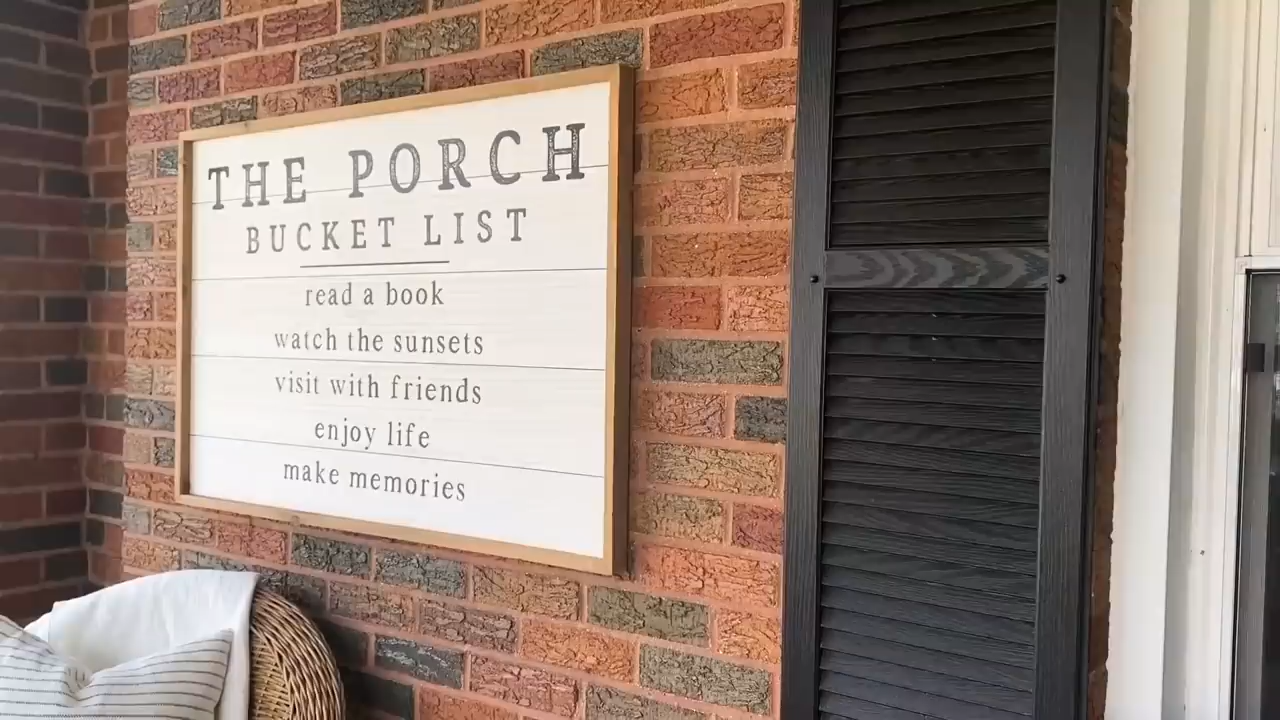 THE PORCH
BUCKET LIST
read a book
watch the sunsets
visit with friends
enjoy life
make memories